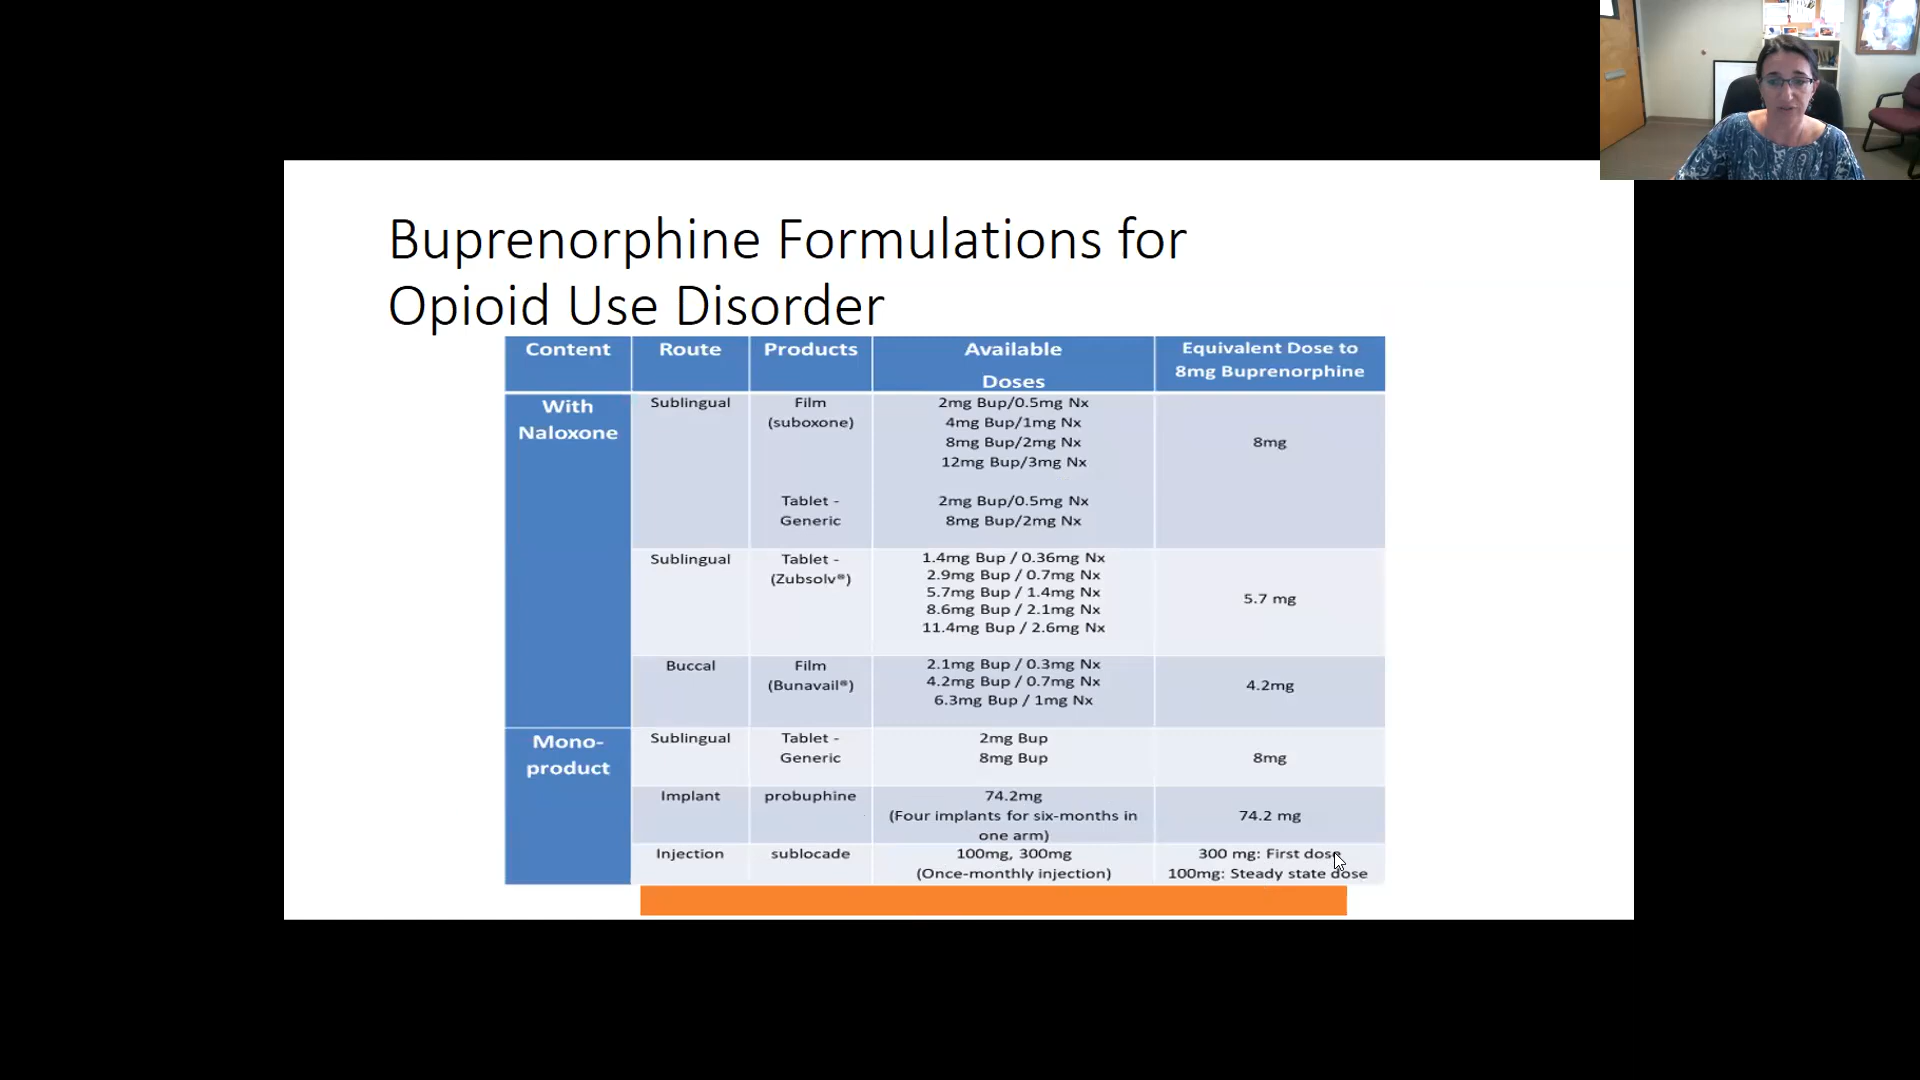 Buprenorphine Formulations for
Opioid Use Disorder
Content Route Products Available Doses Equivalent Dose to 8mg Buprenorphine
With Naloxone
Sublingual
Film
(suboxone)
2mg Bup/0.5mg Nx
4mg Bup/1mg Nx
8mg Bup/2mg Nx
12mg Bup/3mg Nx
8mg
Tablet -
Generic
2mg Bup/0.5mg Nx
8mg Bup/2mg Nx
Sublingual
Tablet -
(Zubsolv®)
1.4mg Bup / 0.36mg Nx
2.9mg Bup / 0.7mg Nx
5.7mg Bup / 1.4mg Nx
8.6mg Bup / 2.1mg Nx
11.4mg Bup / 2.6mg Nx
5.7 mg
Buccal
Film
(Bunavail®)
2.1mg Bup / 0.3mg Nx
4.2mg Bup / 0.7mg Nx
6.3mg Bup / 1mg Nx
4.2mg
Mono-
product
Sublingual
Tablet -
Generic
2mg Bup
8mg Bup
8mg
Implant
probuphine
74.2mg
(Four implants for six-months in
one arm)
74.2 mg
Injection
sublocade
100mg, 300mg
(Once-monthly injection)
300 mg: First dose
100mg: Steady state dose